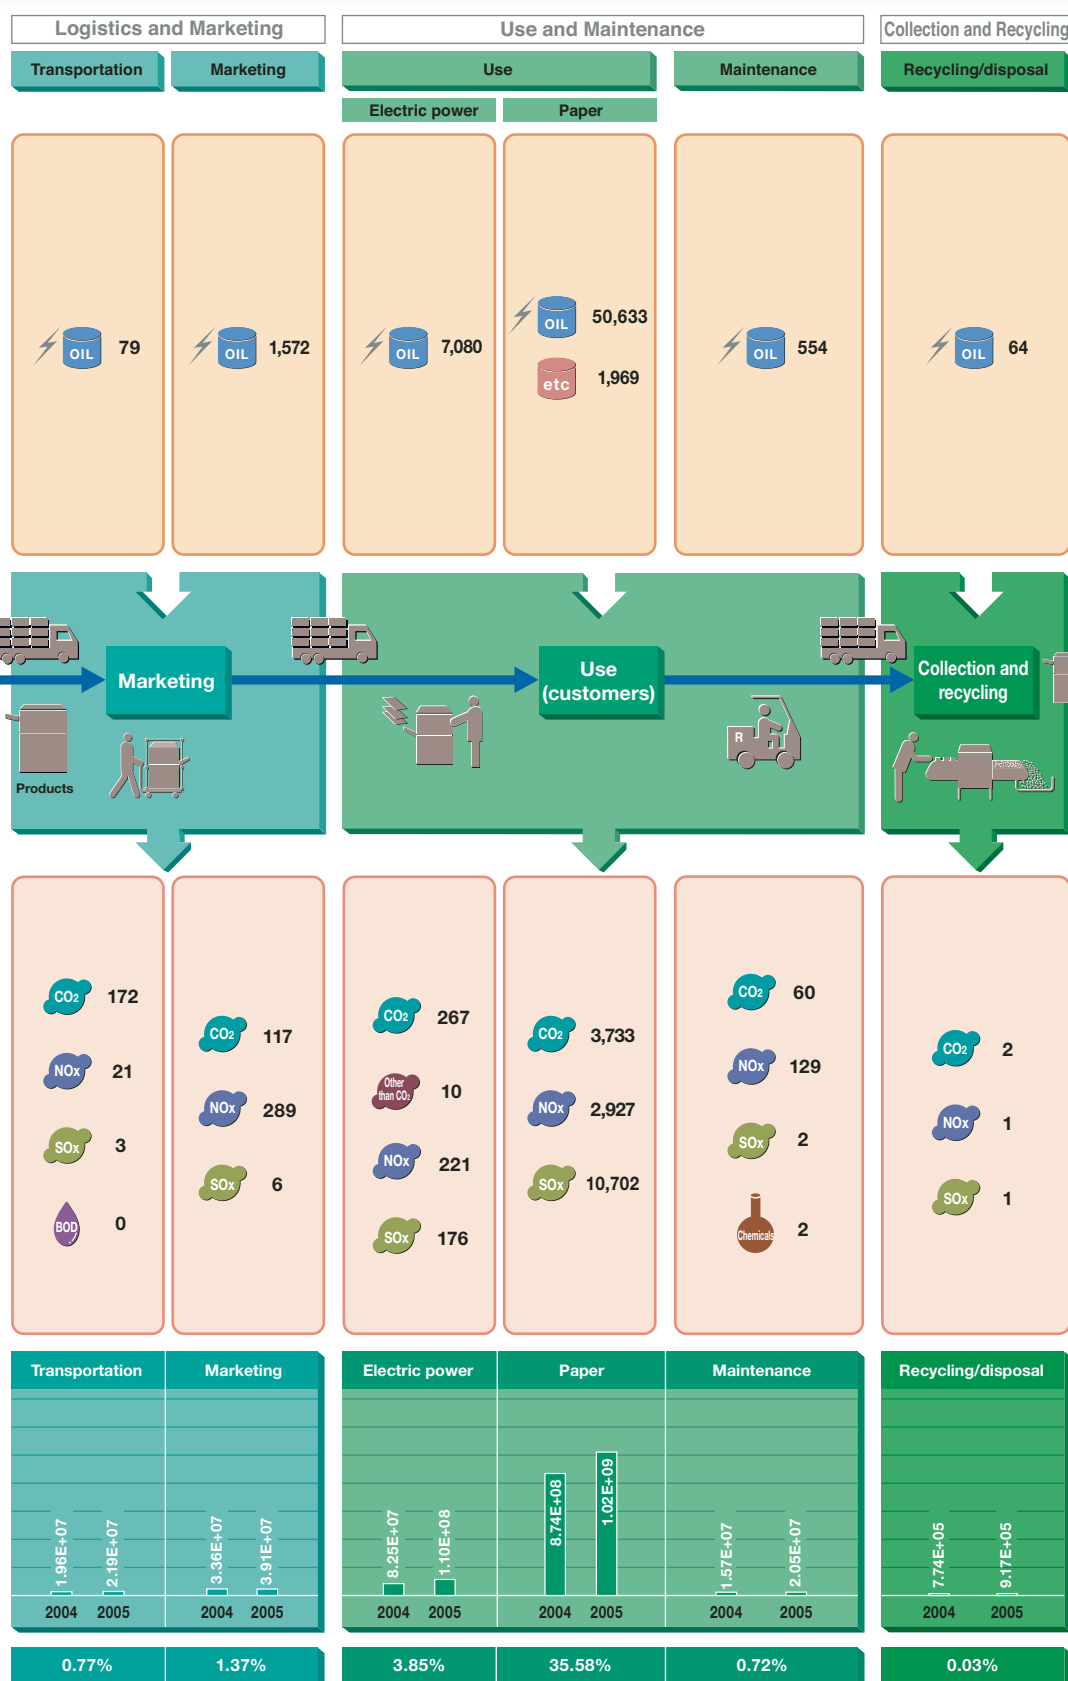 Logistics and Marketing
Use and Maintenance
Collection and Recycling
Transportation
Marketing
Use
Maintenance
Recycling/disposal
Electric power
Paper
OIL 79
OIL 1,572
OIL 7,080
OIL 50,633
etc 1,969
OIL 554
OIL 64
Marketing
Use
(customers)
Collection and
recycling
R
Products
CO2 172
NOx 21
SOx 3
BOD 0
CO2 117
NOx 289
SOx 6
CO2 267
Other
than CO2 10
NOx 221
SOx 176
CO2 3,733
NOx 2,927
SOx 10,702
CO2 60
NOx 129
SOx 2
Chemicals 2
CO2 2
NOx 1
SOx 1
Transportation
Marketing
Electric power
Paper
Maintenance
Recycling/disposal
1.96E+07
2.19E+07
3.36E+07
3.91E+07
8.25E+07
1.10E+08
8.74E+08
1.02E+09
1.57E+07
2.05E+07
7.74E+05
9.17E+05
2004 2005
2004 2005
2004 2005
2004 2005
2004 2005
2004 2005
0.77%
1.37%
3.85%
35.58%
0.72%
0.03%